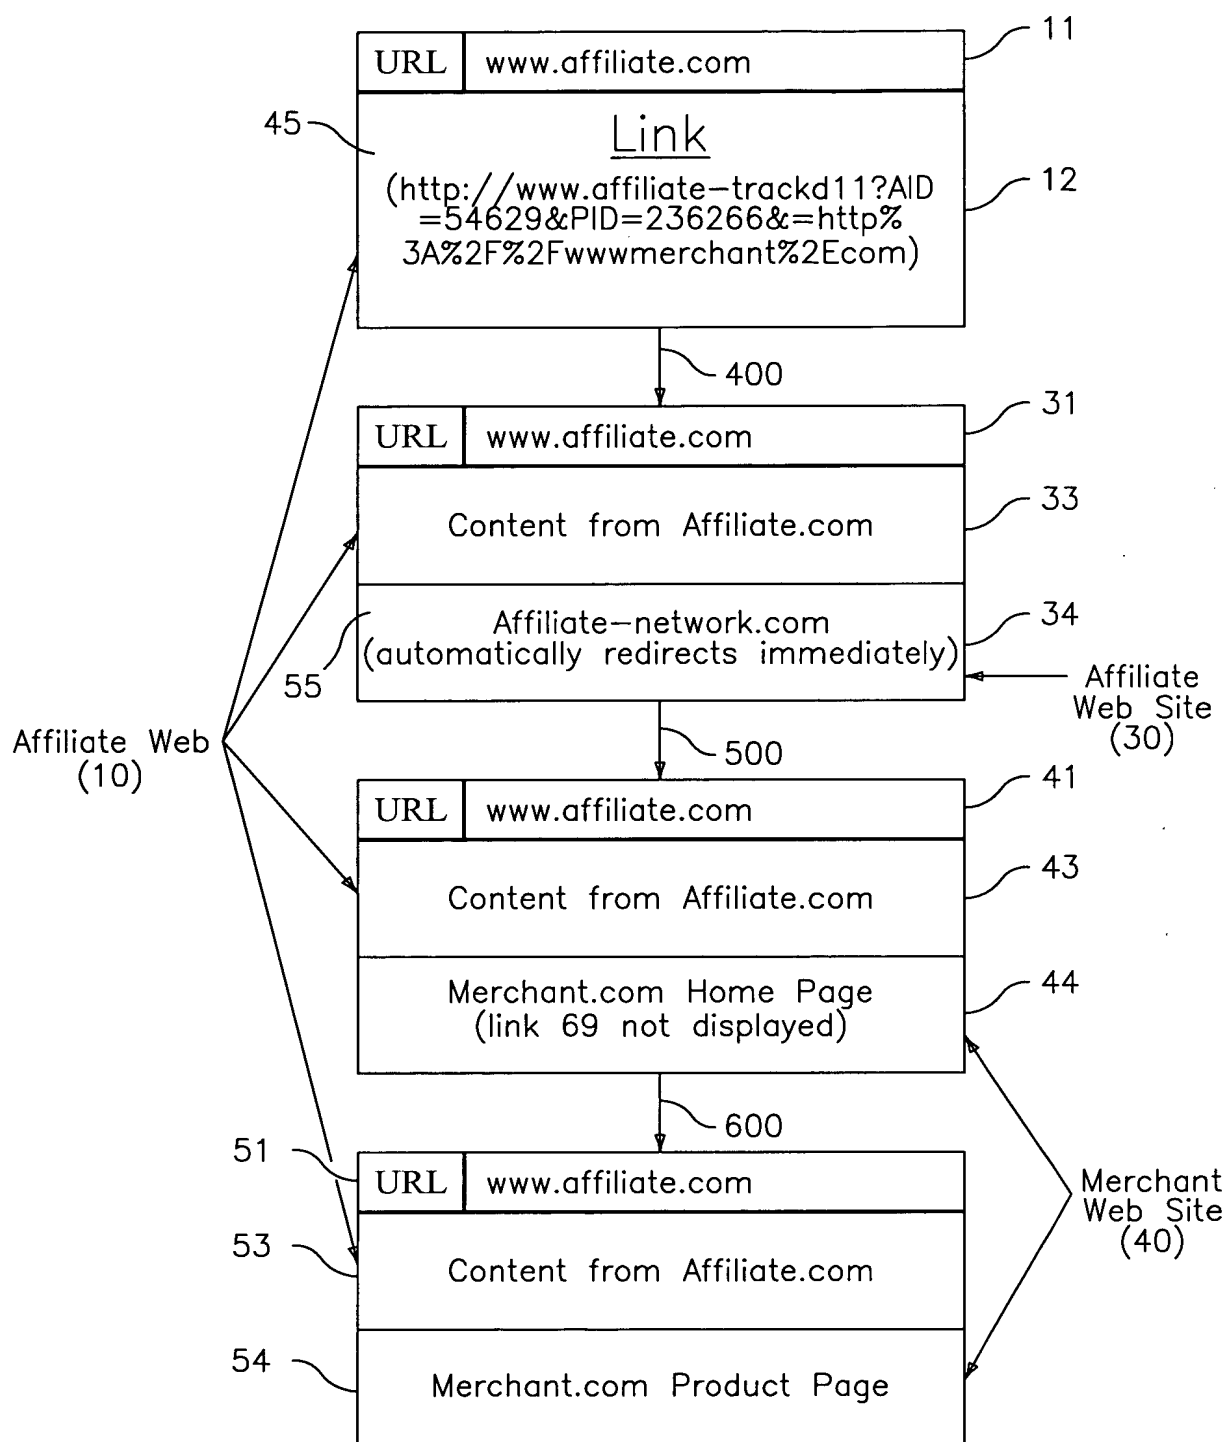 11
URL www.affiliate.com
45
Link
12
(http://www.affiliate-trackd11?AID
=54629&PID=236266&=http%
3A%2F%2Fwwwmerchant%2Ecom)
400
31
URL www.affiliate.com
33
Content from Affiliate.com
34
Affiliate-network.com
(automatically redirects immediately)
55
Affiliate
Web Site
(30)
Affiliate Web
(10)
500
41
URL www.affiliate.com
43
Content from Affiliate.com
44
Merchant.com Home Page
(link 69 not displayed)
600
51
URL www.affiliate.com
Merchant
Web Site
(40)
53
Content from Affiliate.com
54
Merchant.com Product Page